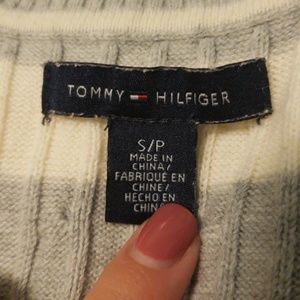 TOMMY HILFIGER
S/P
MADE IN
CHINA/
FABRIQUE EN
CHINE/
HECHO EN
CHINA